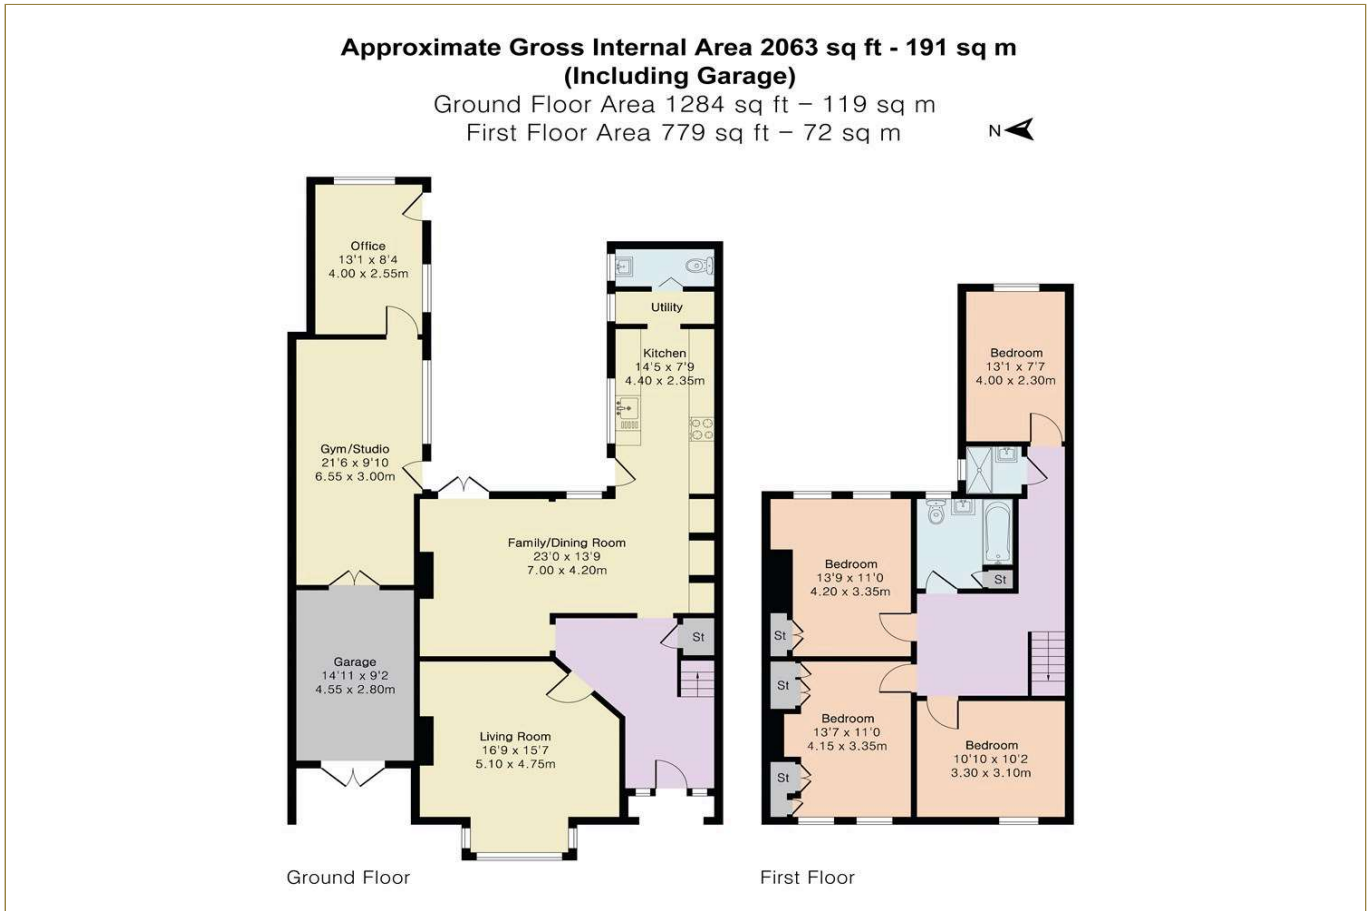 Approximate Gross Internal Area 2063 sq ft - 191 sq m
(Including Garage)
Ground Floor Area 1284 sq ft – 119 sq m
First Floor Area 779 sq ft – 72 sq m
N
Office
13'1 x 8'4
4.00 x 2.55m
Utility
Kitchen
14'5 x 7'9
4.40 x 2.35m
Gym/Studio
21'6 x 9'10
6.55 x 3.00m
Family/Dining Room
23'0 x 13'9
7.00 x 4.20m
St
Garage
14'11 x 9'2
4.55 x 2.80m
Living Room
16'9 x 15'7
5.10 x 4.75m
Ground Floor
Bedroom
13'1 x 7'7
4.00 x 2.30m
Bedroom
13'9 x 11'0
4.20 x 3.35m
St
St
St
Bedroom
13'7 x 11'0
4.15 x 3.35m
St
Bedroom
10'10 x 10'2
3.30 x 3.10m
First Floor